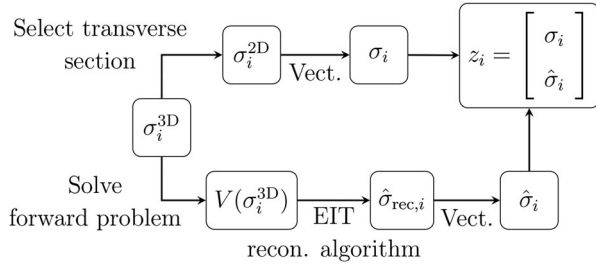 Select transverse
section
σ_i^{2D}
Vect.
σ_i
z_i = [ σ_i
σ̂_i ]
σ_i^{3D}
Solve
forward problem
V(σ_i^{3D})
EIT
recon. algorithm
σ̂_{rec,i}
Vect.
σ̂_i